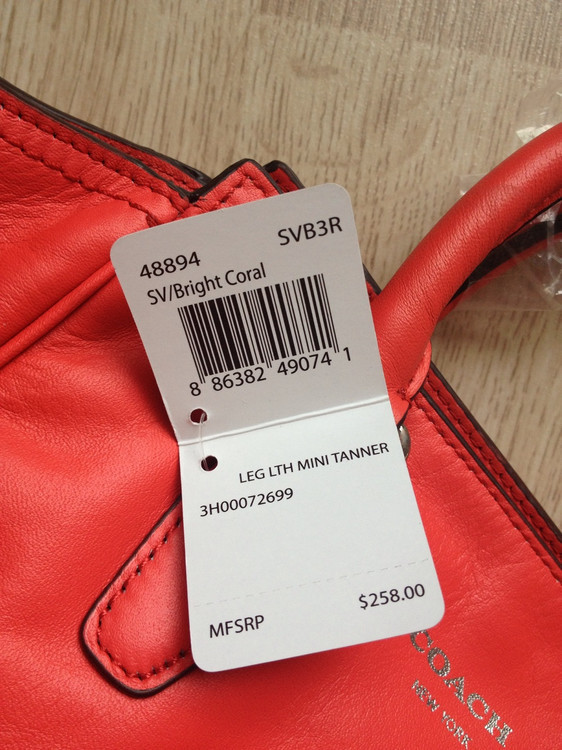 48894 SVB3R
SV/Bright Coral
8 86382 49074 1
LEG LTH MINI TANNER
3H00072699
MFSRP $258.00
COACH
NEW YORK